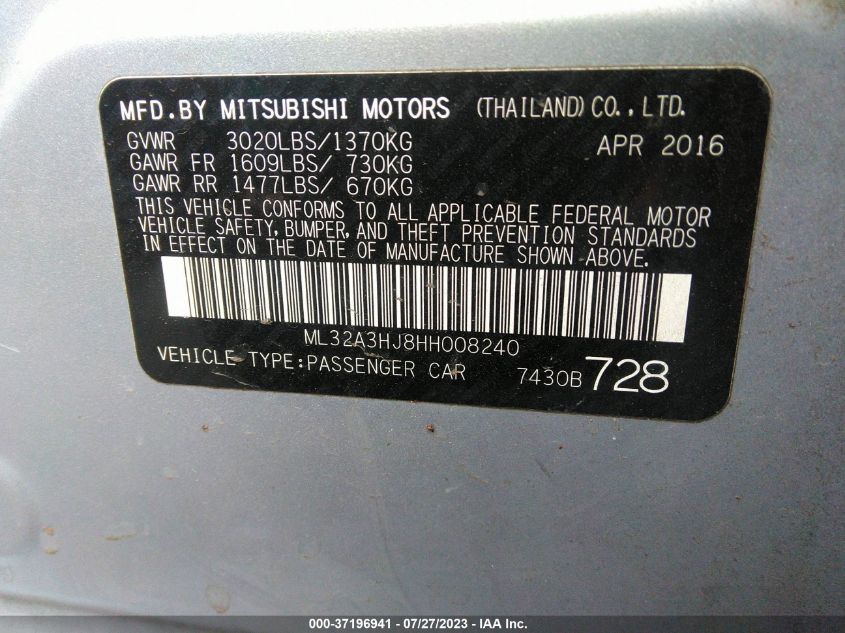 MFD.BY MITSUBISHI MOTORS (THAILAND) CO., LTD.
GVWR 3020LBS/1370KG APR 2016
GAWR FR 1609LBS/ 730KG
GAWR RR 1477LBS/ 670KG
THIS VEHICLE CONFORMS TO ALL APPLICABLE FEDERAL MOTOR
VEHICLE SAFETY, BUMPER, AND THEFT PREVENTION STANDARDS
IN EFFECT ON THE DATE OF MANUFACTURE SHOWN ABOVE.
ML32A3HJ8HH008240
VEHICLE TYPE:PASSENGER CAR 7430B 728
000-37196941 / 07/27/2023 - IAA Inc.